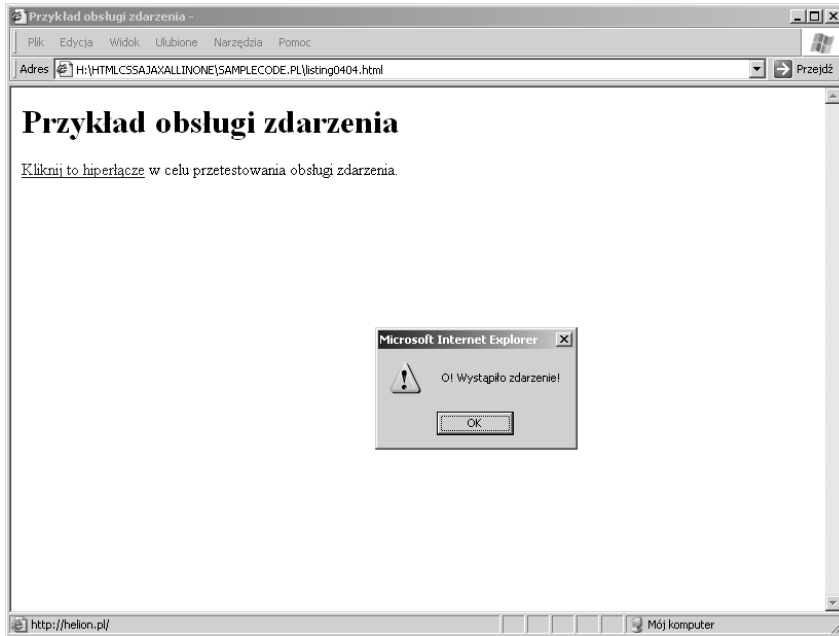 Przykład obsługi zdarzenia -
Plik Edycja Widok Ulubione Narzędzia Pomoc
Adres H:\HTMLCSSAJAXALLINONE\SAMPLECODE.PL\listing0404.html Przejdź
Przykład obsługi zdarzenia
Kliknij to hiperłącze w celu przetestowania obsługi zdarzenia.
Microsoft Internet Explorer
O! Wystąpiło zdarzenie!
OK
http://helion.pl/ Mój komputer